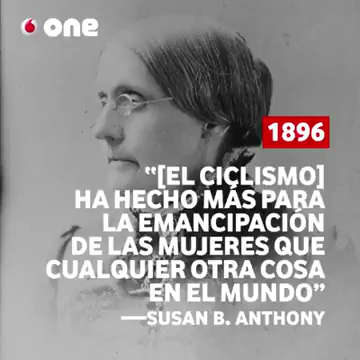 one
1896
“[EL CICLISMO]
HA HECHO MÁS PARA
LA EMANCIPACIÓN
DE LAS MUJERES QUE
CUALQUIER OTRA COSA
EN EL MUNDO”
—SUSAN B. ANTHONY